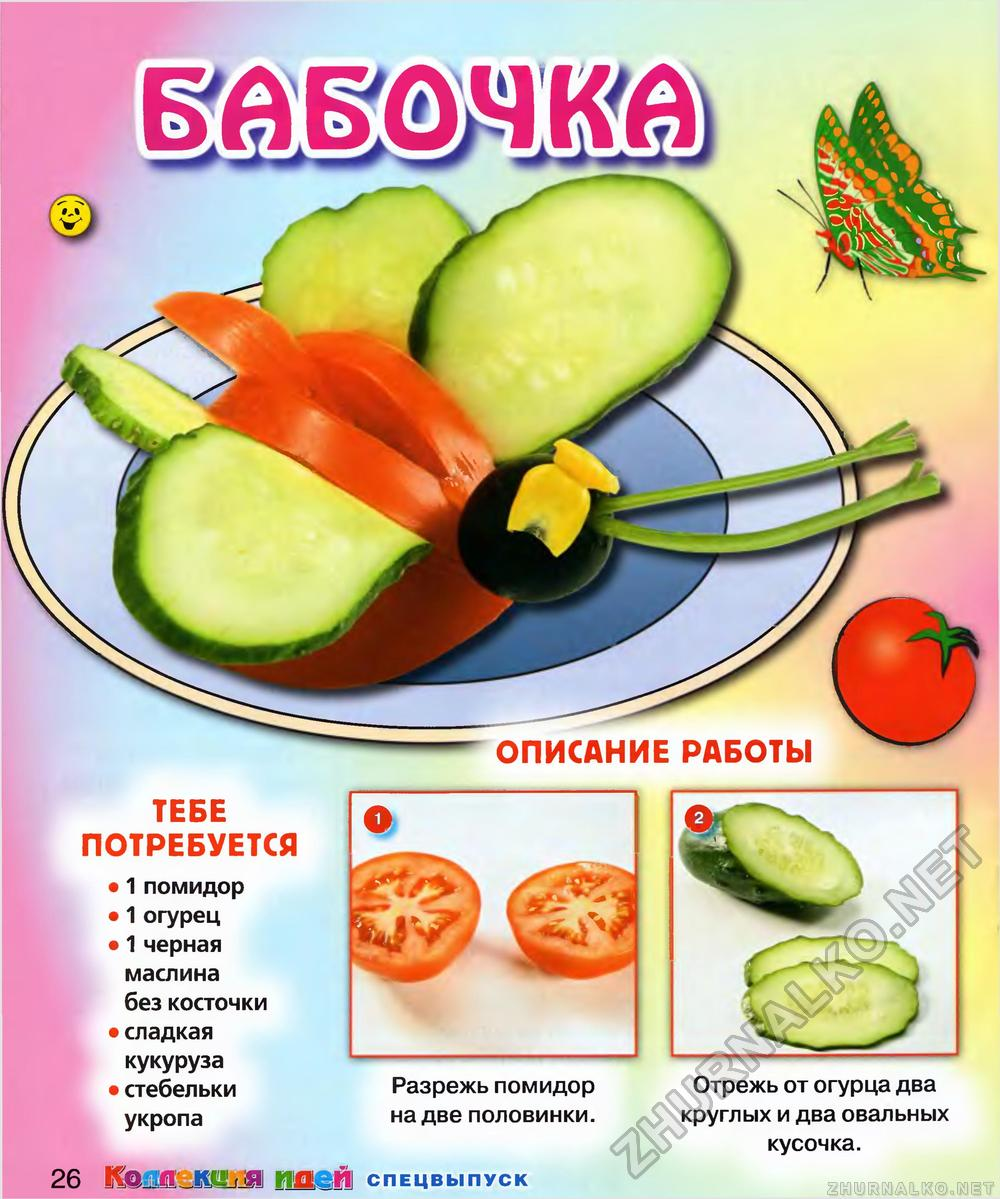 БАБОЧКА
ОПИСАНИЕ РАБОТЫ
ТЕБЕ
ПОТРЕБУЕТСЯ
• 1 помидор
• 1 огурец
• 1 черная
маслина
без косточки
• сладкая
кукуруза
• стебельки
укропа
1
Разрежь помидор
на две половинки.
2
Отрежь от огурца два
круглых и два овальных
кусочка.
26 Коллекция идей СПЕЦВЫПУСК
ZHURNALKO.NET
ZHURNALKO.NET